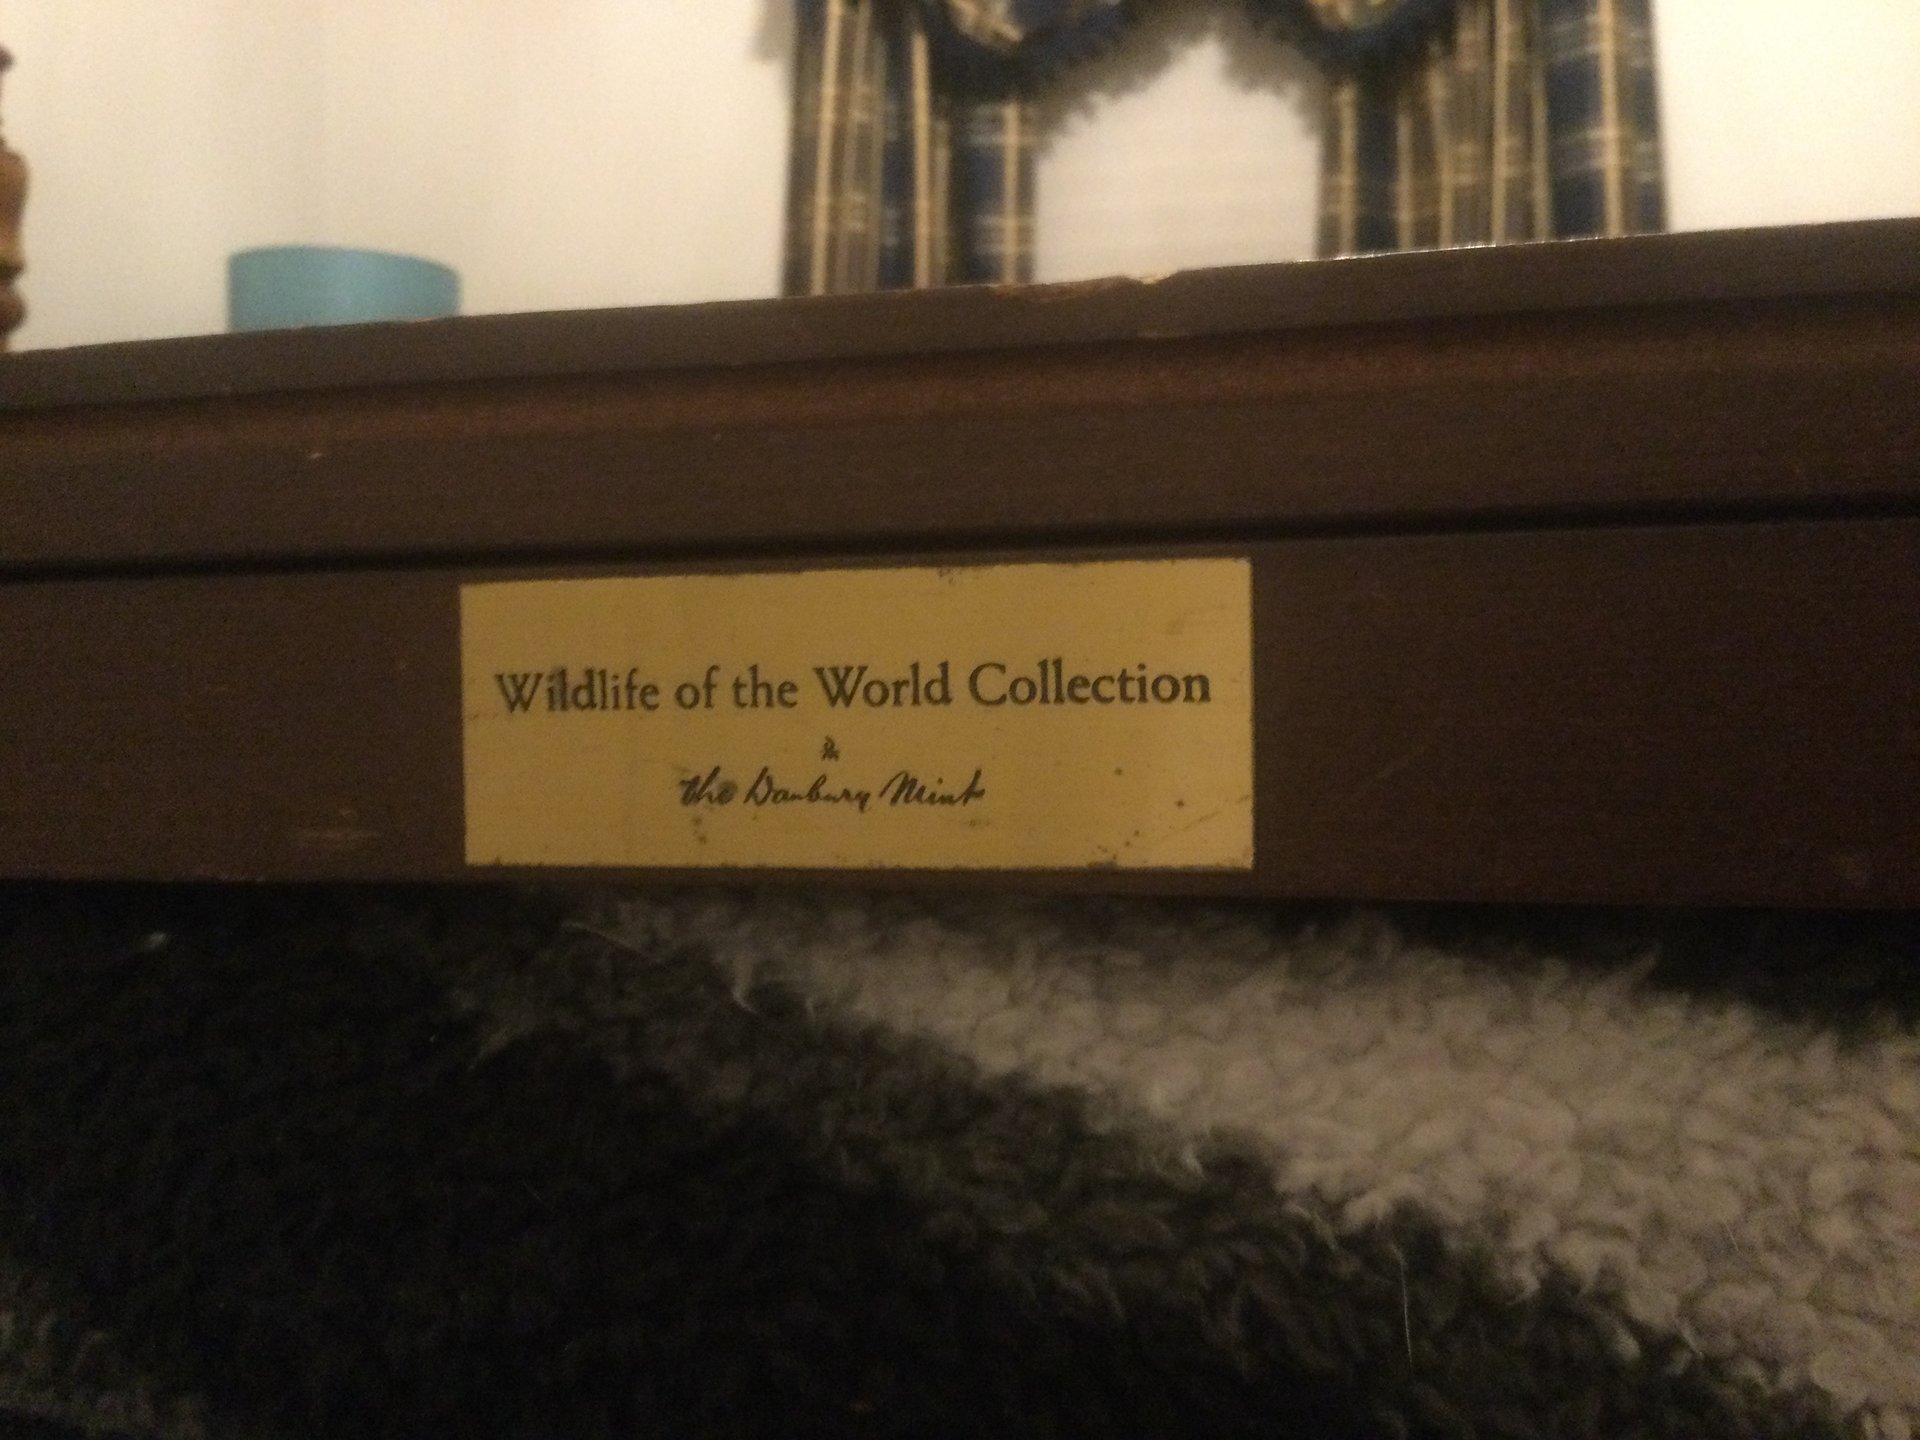 Wildlife of the World Collection
The Danbury Mint